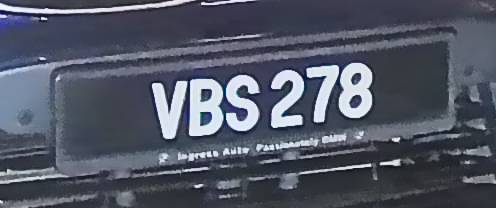 VBS 278
Ingress Auto Passionately BMW